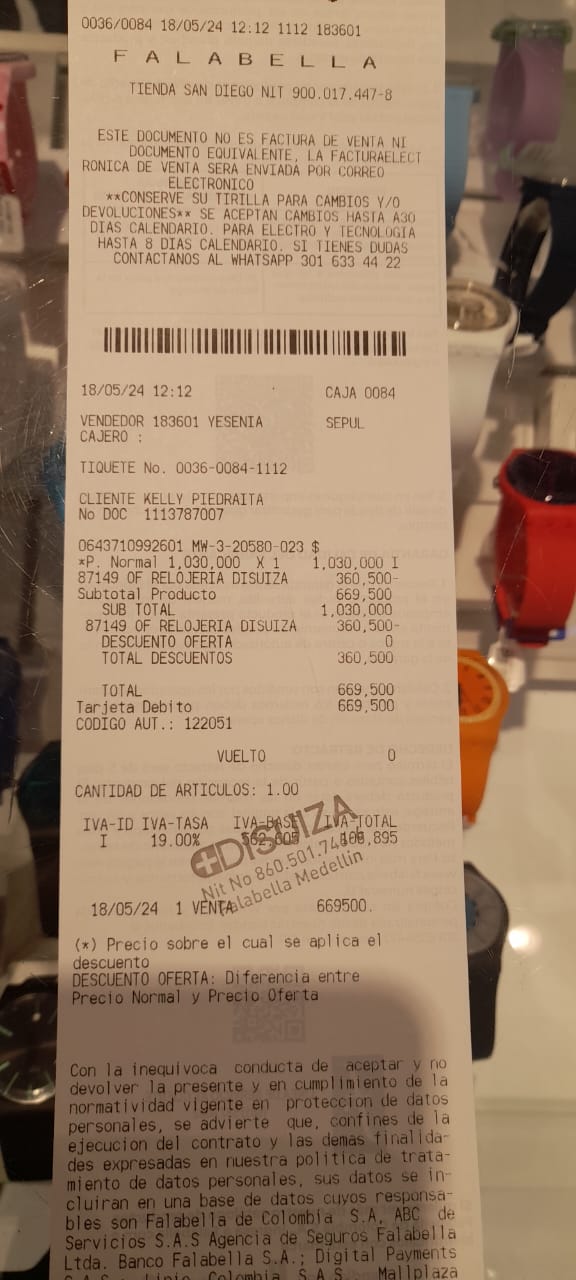 0036/0084 18/05/24 12:12 1112 183601
FALABELLA
TIENDA SAN DIEGO NIT 900.017.447-8
ESTE DOCUMENTO NO ES FACTURA DE VENTA NI
DOCUMENTO EQUIVALENTE, LA FACTURAELECT
RONICA DE VENTA SERA ENVIADA POR CORREO
ELECTRONICO
**CONSERVE SU TIRILLA PARA CAMBIOS Y/O
DEVOLUCIONES** SE ACEPTAN CAMBIOS HASTA A30
DIAS CALENDARIO. PARA ELECTRO Y TECNOLOGIA
HASTA 8 DIAS CALENDARIO. SI TIENES DUDAS
CONTACTANOS AL WHATSAPP 301 633 44 22
18/05/24 12:12 CAJA 0084
VENDEDOR 183601 YESENIA SEPUL
CAJERO :
TIQUETE No. 0036-0084-1112
CLIENTE KELLY PIEDRAITA
No DOC 1113787007
0643710992601 MW-3-20580-023 $
*P. Normal 1,030,000 X 1 1,030,000 I
87149 OF RELOJERIA DISUIZA 360,500-
Subtotal Producto 669,500
SUB TOTAL 1,030,000
87149 OF RELOJERIA DISUIZA 360,500-
DESCUENTO OFERTA 0
TOTAL DESCUENTOS 360,500
TOTAL 669,500
Tarjeta Debito 669,500
CODIGO AUT.: 122051
VUELTO 0
CANTIDAD DE ARTICULOS: 1.00
IVA-ID IVA-TASA IVA-BASE IVA-TOTAL
I 19.00% 562,605 106,895
DISUIZA
Nit No 860.501.
Falabella Medellin
18/05/24 1 VENTA 669500.
(*) Precio sobre el cual se aplica el
descuento
DESCUENTO OFERTA: Diferencia entre
Precio Normal y Precio Oferta
Con la inequivoca conducta de aceptar y no
devolver la presente y en cumplimiento de la
normatividad vigente en proteccion de datos
personales, se advierte que, confines de la
ejecucion del contrato y las demas finalida-
des expresadas en nuestra politica de trata-
miento de datos personales, sus datos se in-
cluiran en una base de datos cuyos responsa-
bles son Falabella de Colombia S.A, ABC de
Servicios S.A.S Agencia de Seguros Falabella
Ltda. Banco Falabella S.A.; Digital Payments
S.A.S.; Linio Colombia S.A.S. Mallplaza